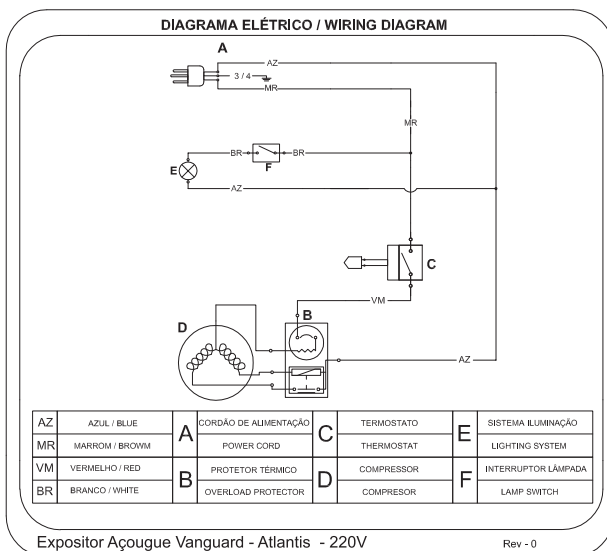 DIAGRAMA ELÉTRICO / WIRING DIAGRAM
A
AZ
3 / 4
MR
MR
E
BR
F
BR
AZ
C
VM
B
D
AZ
AZ AZUL / BLUE A CORDÃO DE ALIMENTAÇÃO POWER CORD C TERMOSTATO THERMOSTAT E SISTEMA ILUMINAÇÃO LIGHTING SYSTEM
MR MARROM / BROWM
VM VERMELHO / RED B PROTETOR TÉRMICO OVERLOAD PROTECTOR D COMPRESSOR COMPRESOR F INTERRUPTOR LÂMPADA LAMP SWITCH
BR BRANCO / WHITE
Expositor Açougue Vanguard - Atlantis - 220V Rev - 0